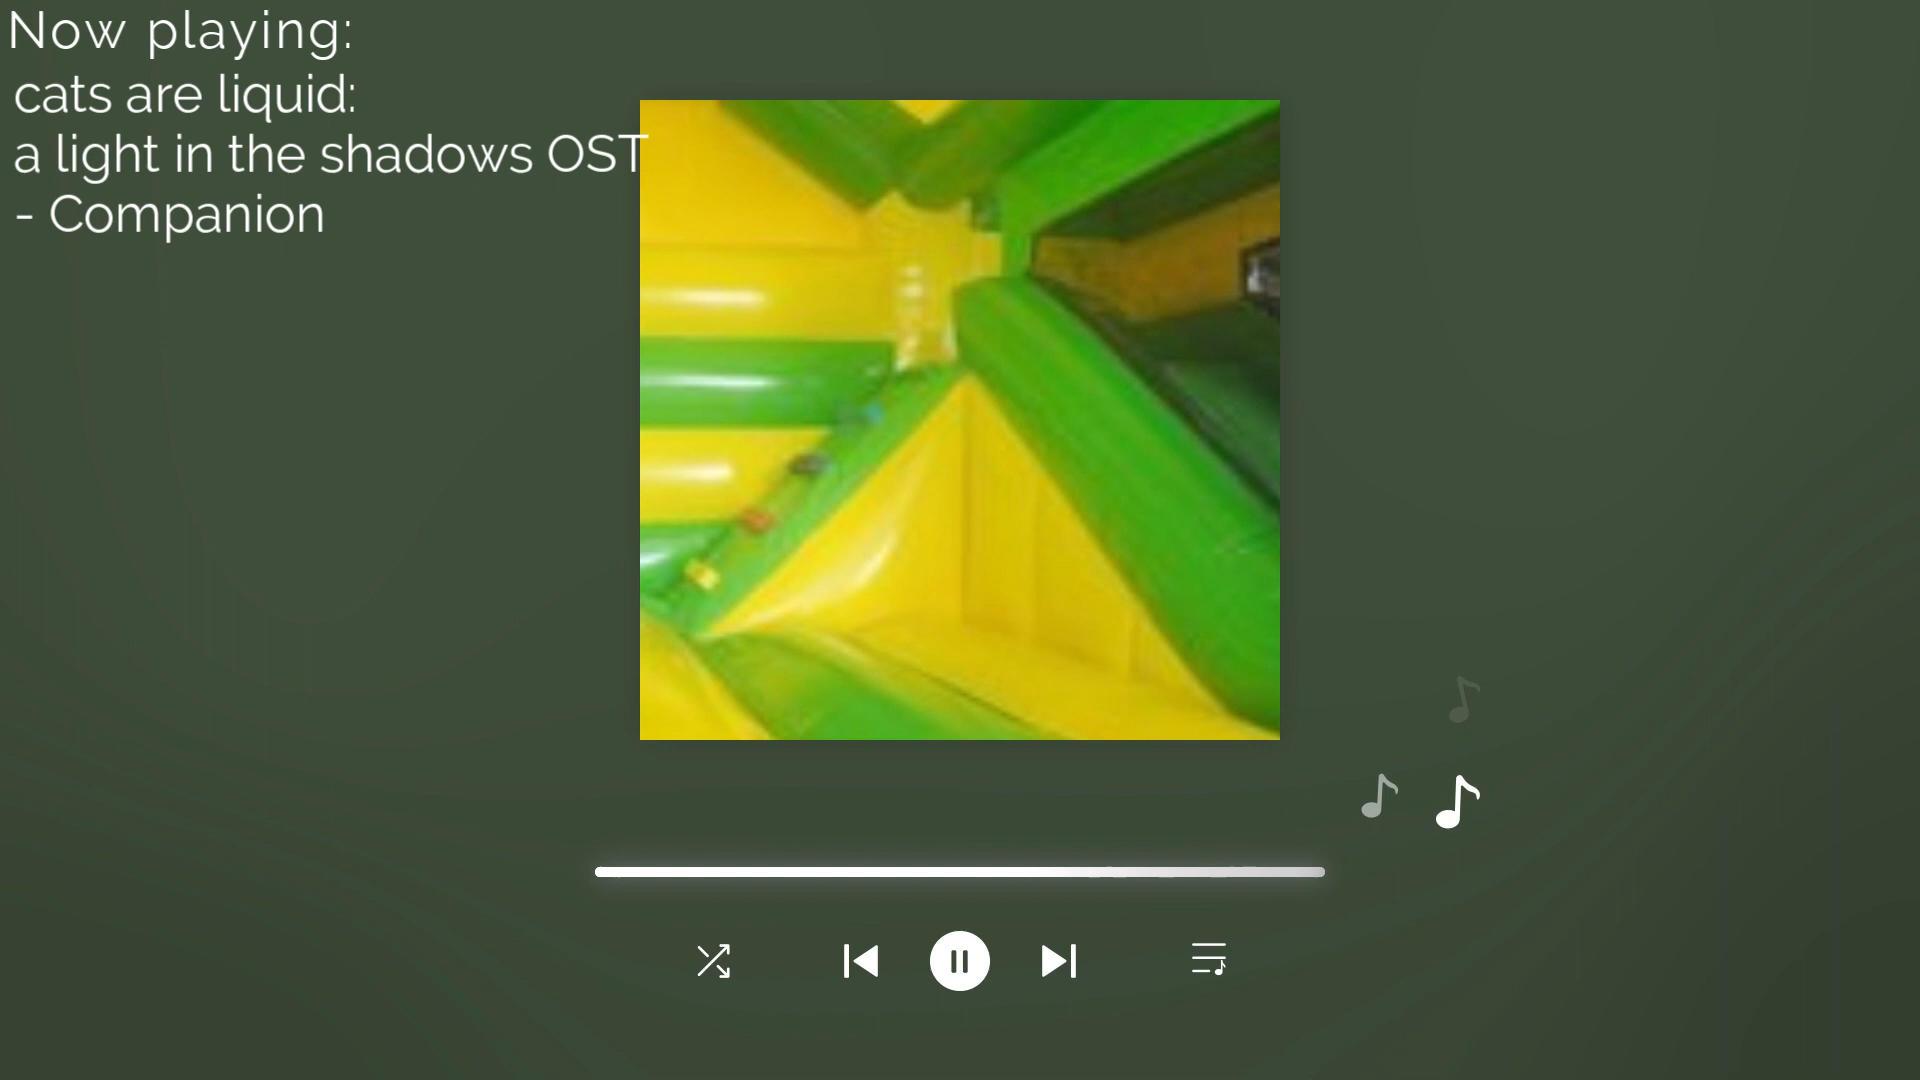 Now playing:
cats are liquid:
a light in the shadows OST
- Companion